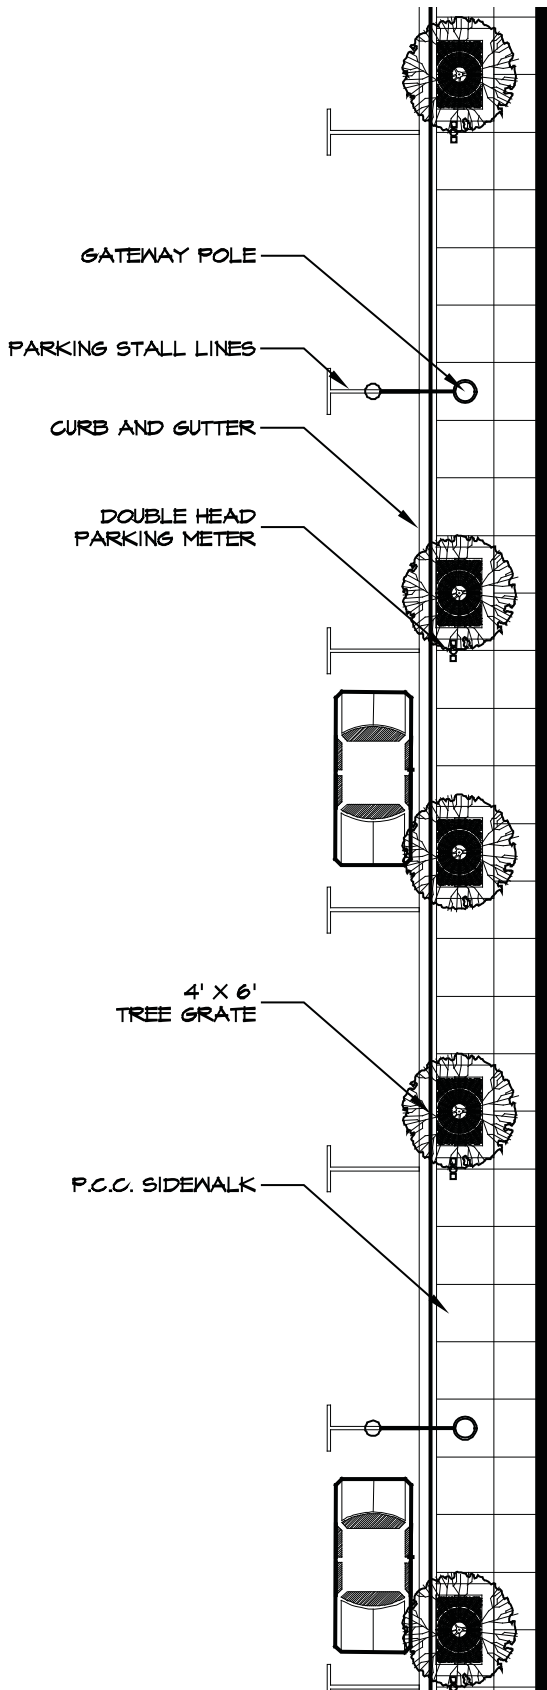 GATEWAY POLE
PARKING STALL LINES
CURB AND GUTTER
DOUBLE HEAD
PARKING METER
4' X 6'
TREE GRATE
P.C.C. SIDEWALK